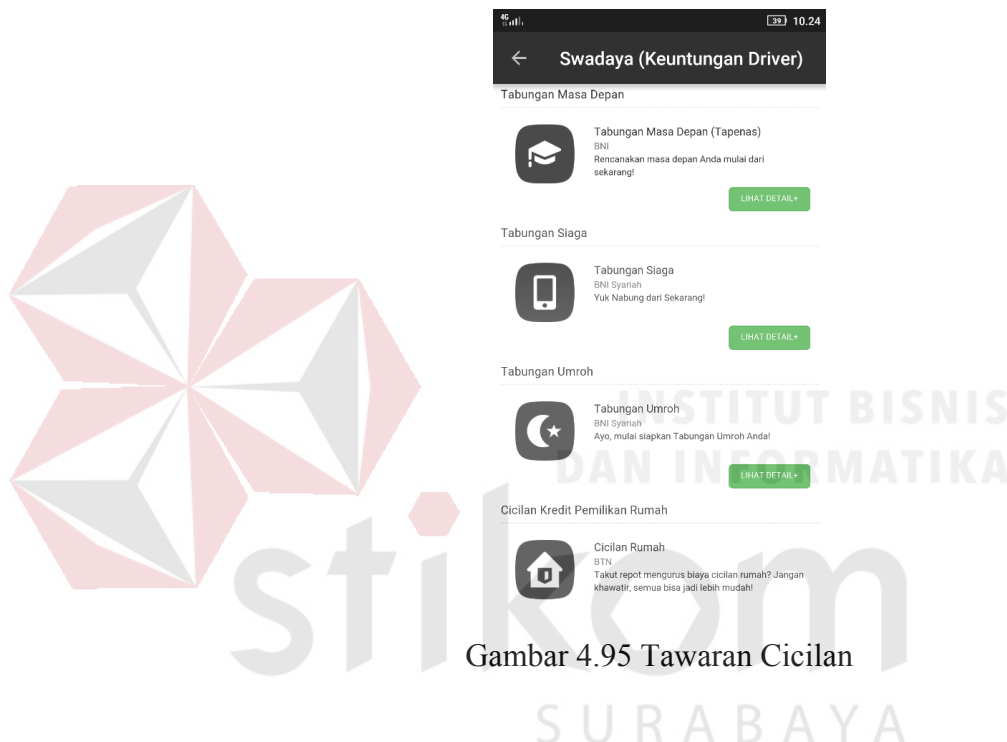 4G
39 10.24
Swadaya (Keuntungan Driver)
Tabungan Masa Depan
Tabungan Masa Depan (Tapenas)
BNI
Rencanakan masa depan Anda mulai dari
sekarang!
LIHAT DETAIL+
Tabungan Siaga
Tabungan Siaga
BNI Syariah
Yuk Nabung dari Sekarang!
LIHAT DETAIL+
Tabungan Umroh
Tabungan Umroh
BNI Syariah
Ayo, mulai siapkan Tabungan Umroh Anda!
LIHAT DETAIL+
Cicilan Kredit Pemilikan Rumah
Cicilan Rumah
BTN
Takut repot mengurus biaya cicilan rumah? Jangan
khawatir, semua bisa jadi lebih mudah!
Gambar 4.95 Tawaran Cicilan
INSTITUT BISNIS
DAN INFORMATIKA
stikom
SURABAYA